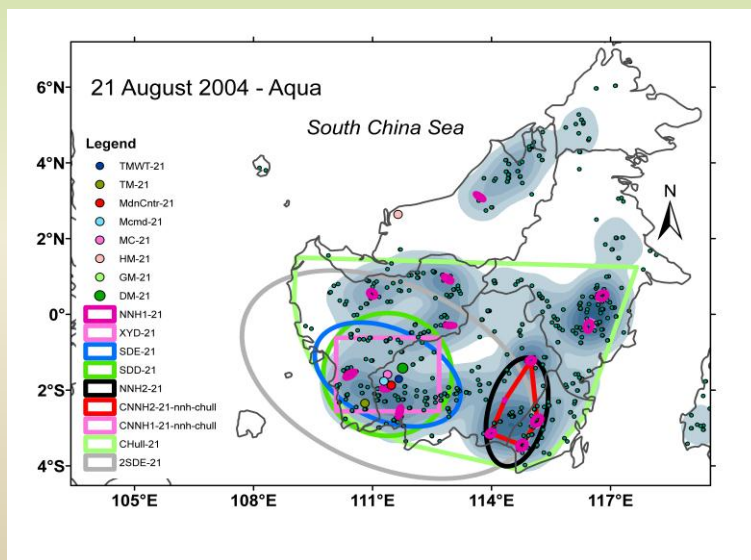 21 August 2004 - Aqua
South China Sea
6°N
4°N
2°N
0°
2°S
4°S
Legend
TMWT-21
TM-21
MdnCntr-21
Mcmd-21
MC-21
HM-21
GM-21
DM-21
NNH1-21
XYD-21
SDE-21
SDD-21
NNH2-21
CNNH2-21-nnh-chull
CNNH1-21-nnh-chull
CHull-21
2SDE-21
N
105°E 108°E 111°E 114°E 117°E